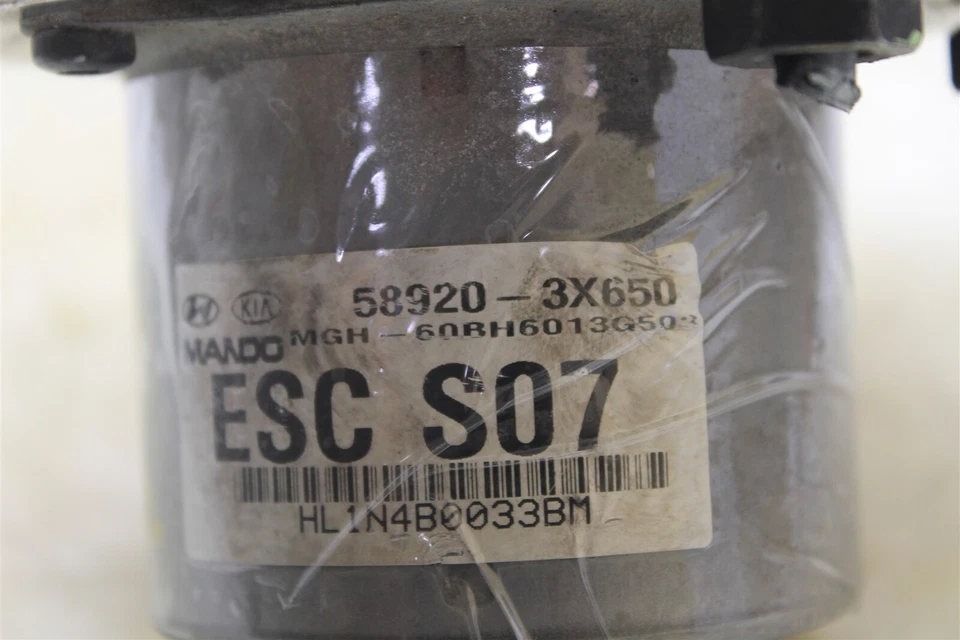 KIA 58920-3X650
MANDO MGH-60BH6013G503
ESC S07
HL1N4B0033BM